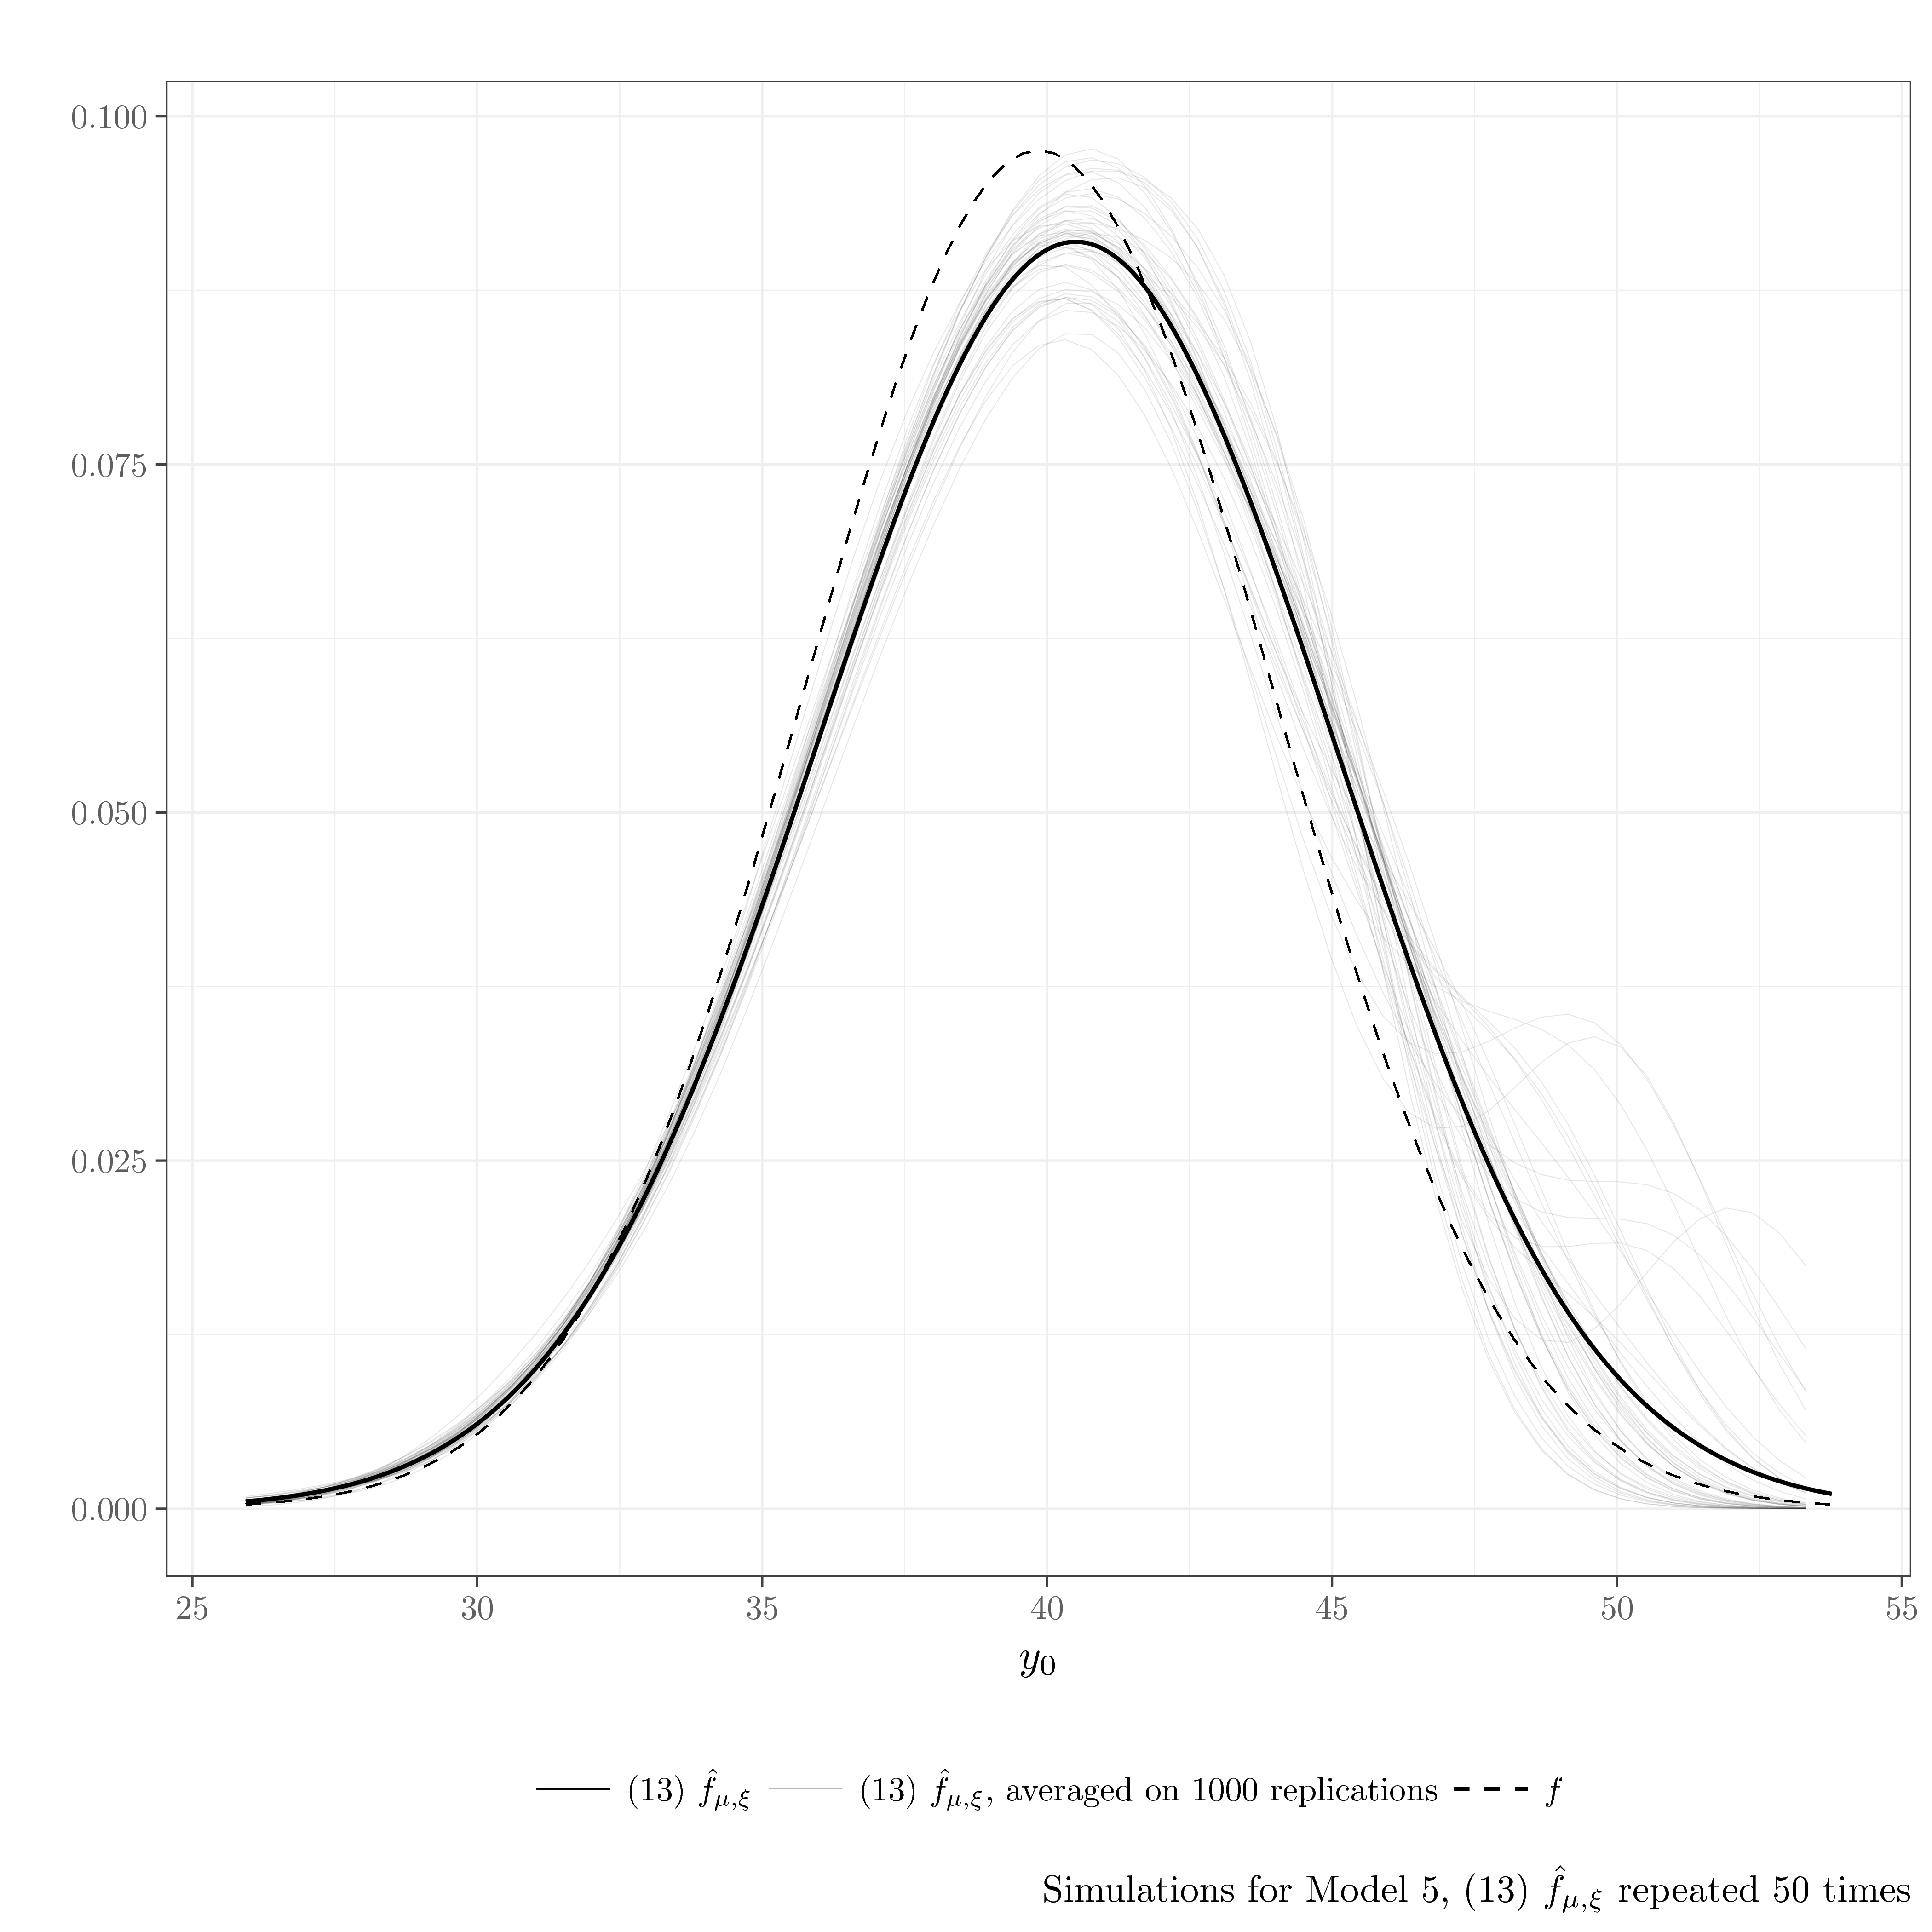 0.100
0.075
0.050
0.025
0.000
25 30 35 40 45 50 55
y₀
(13) f̂_{μ,ξ} (13) f̂_{μ,ξ}, averaged on 1000 replications f
Simulations for Model 5, (13) f̂_{μ,ξ} repeated 50 times